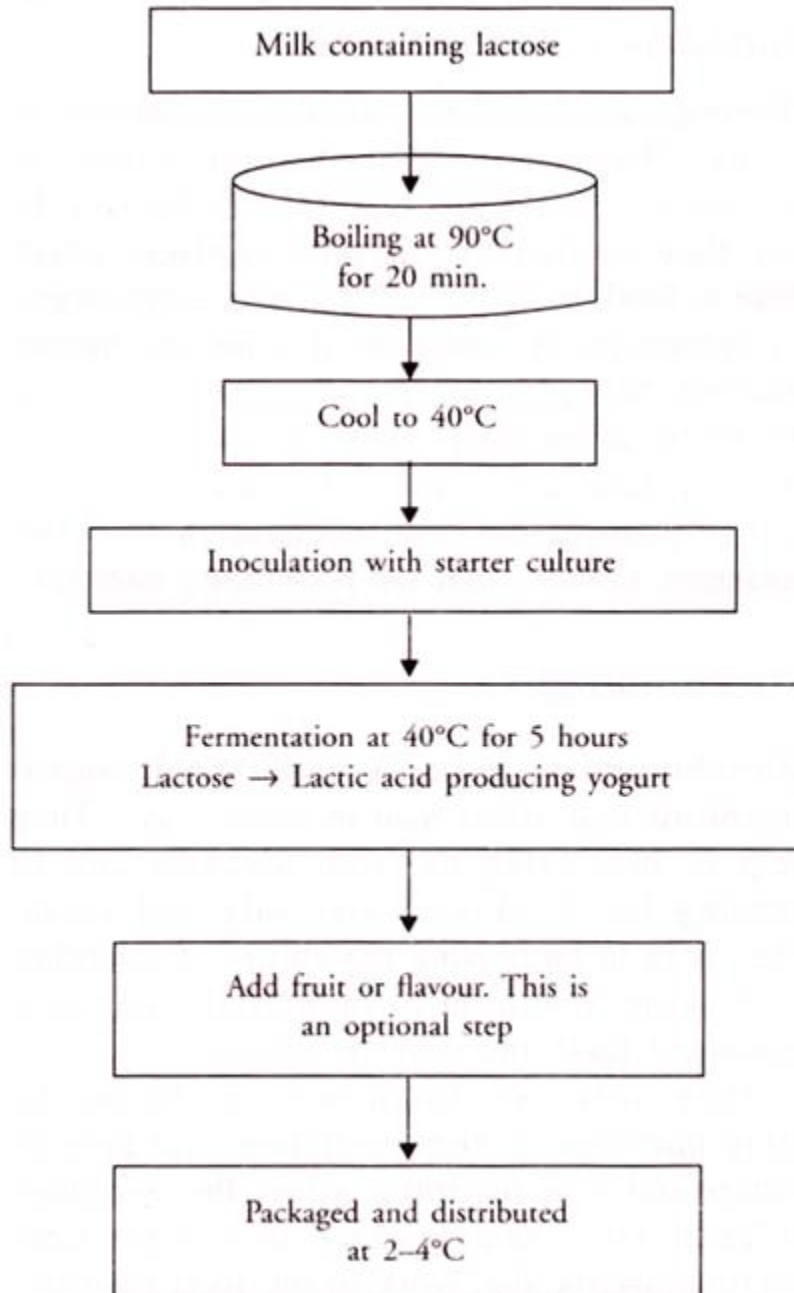 Milk containing lactose
Boiling at 90°C
for 20 min.
Cool to 40°C
Inoculation with starter culture
Fermentation at 40°C for 5 hours
Lactose → Lactic acid producing yogurt
Add fruit or flavour. This is
an optional step
Packaged and distributed
at 2–4°C